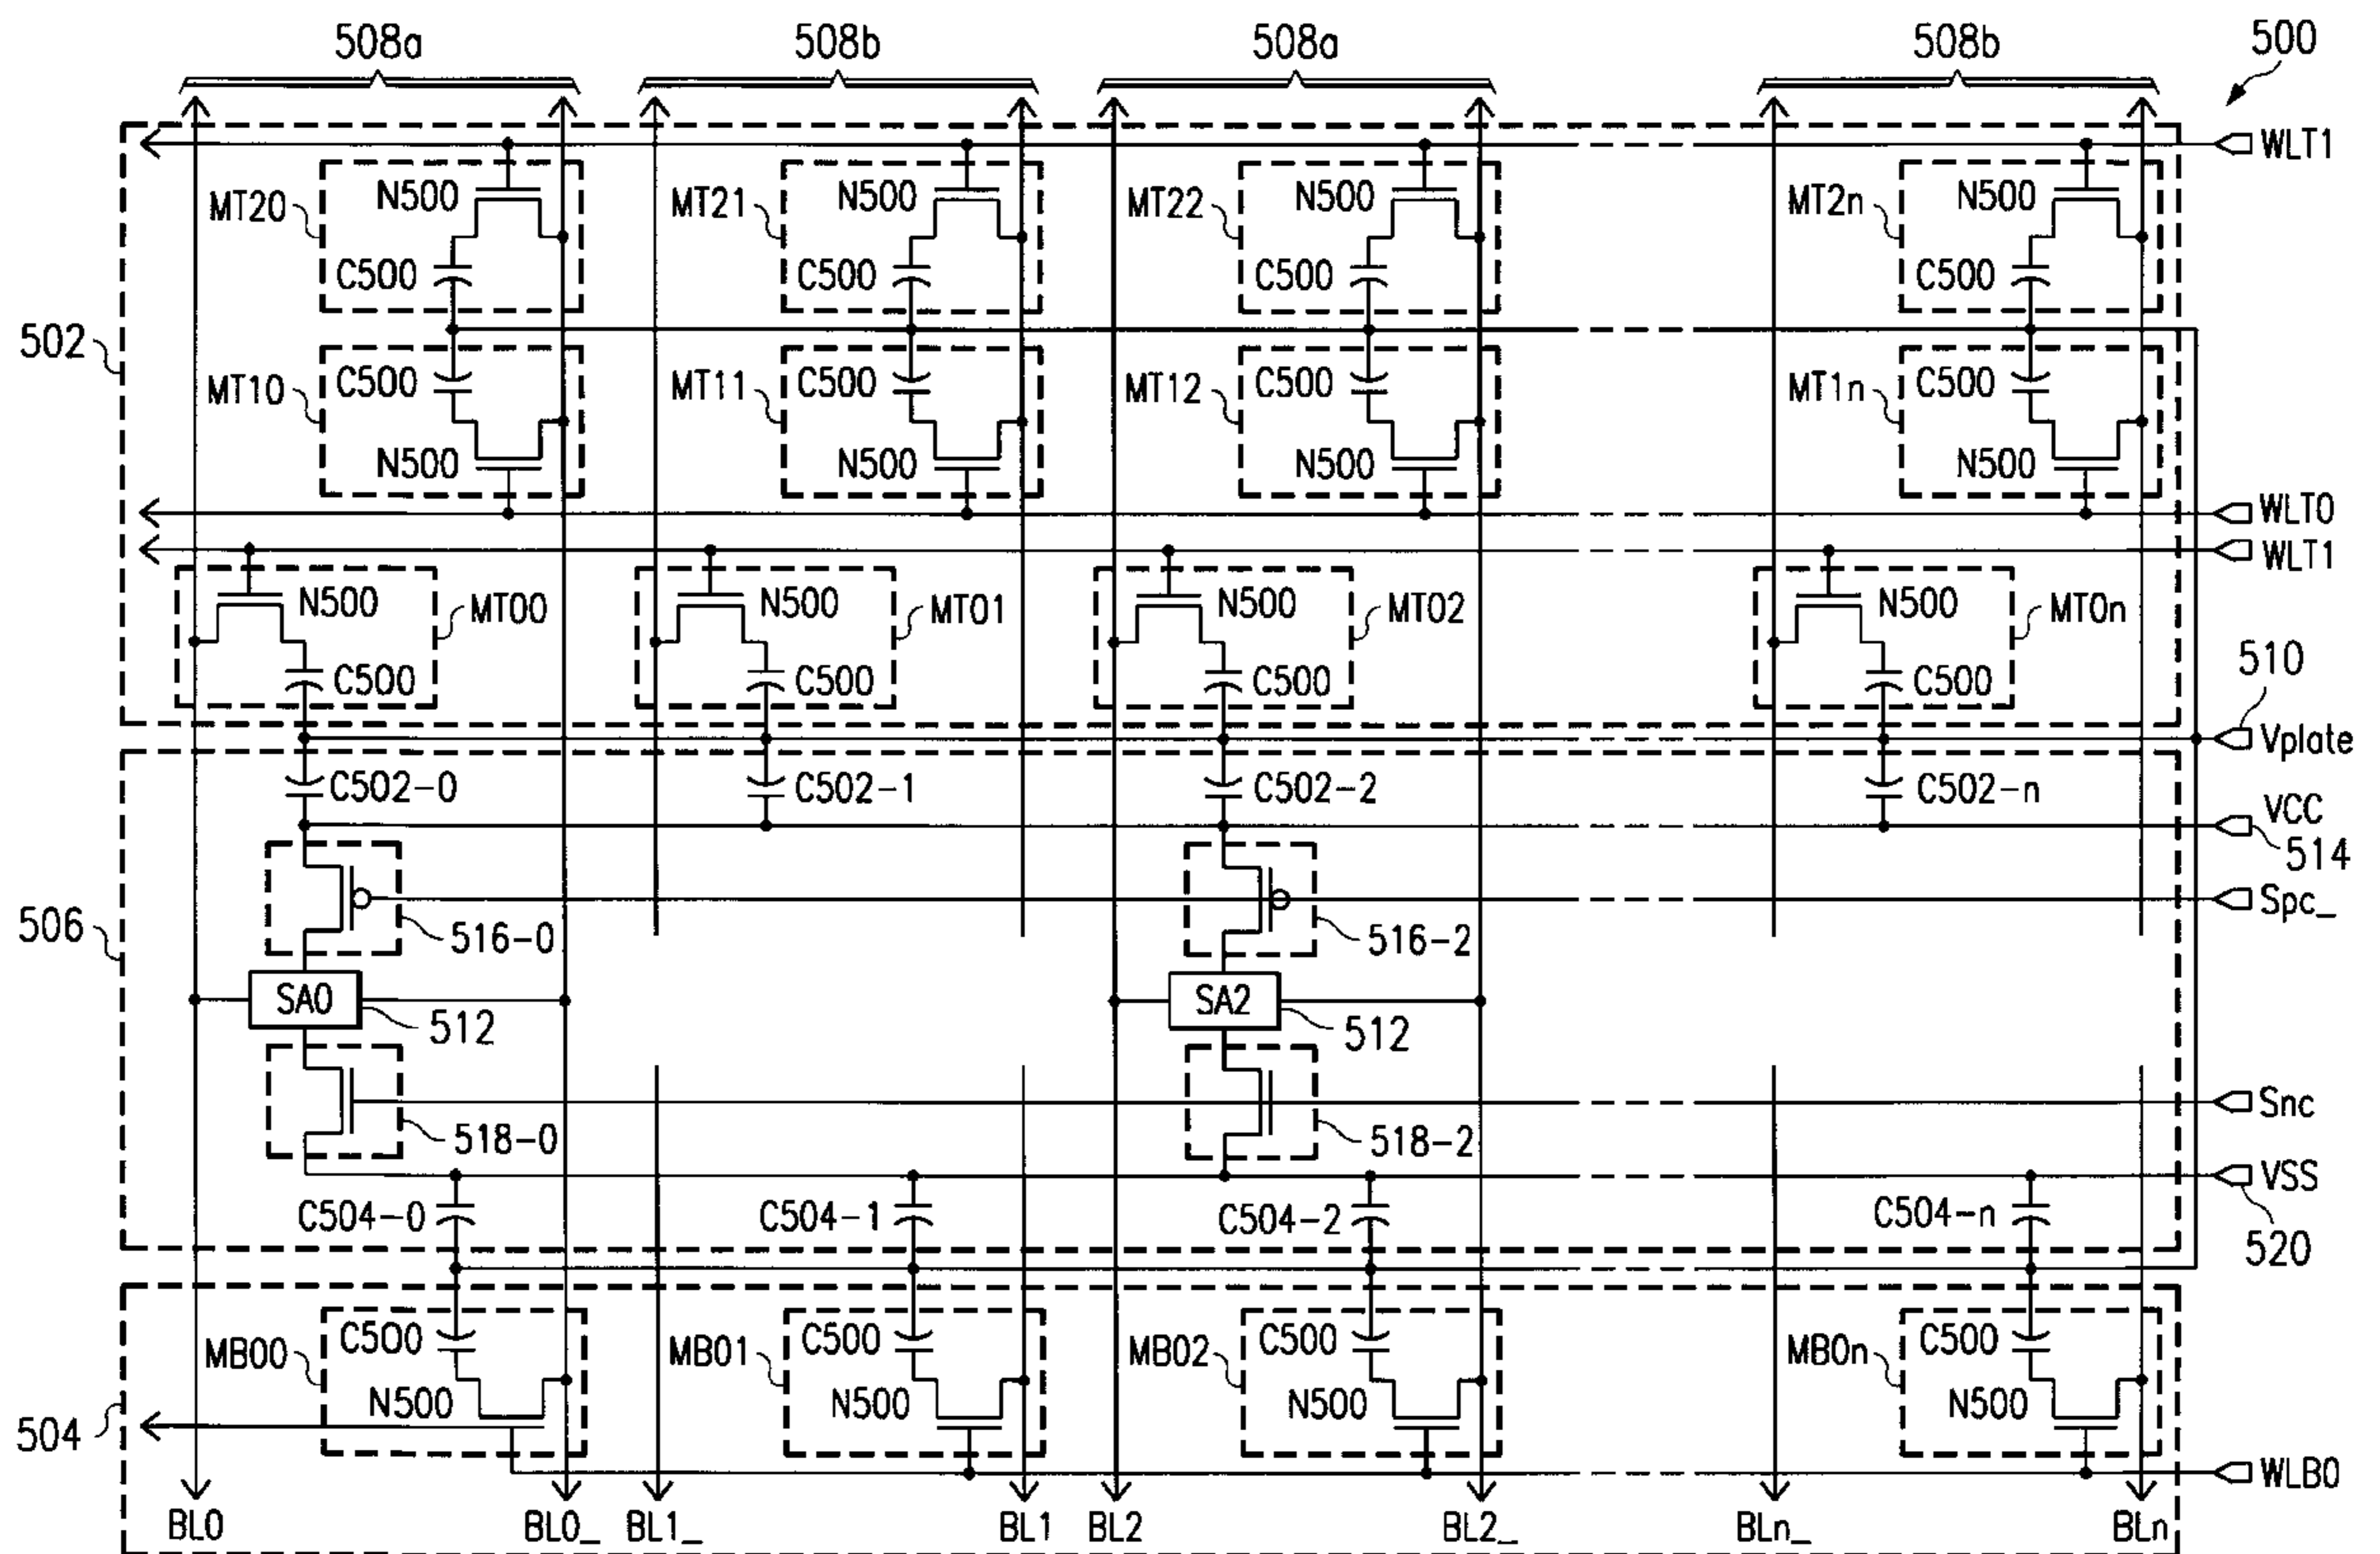 508a 508b 508a 508b 500
WLT1
MT20 N500 MT21 N500 MT22 N500 MT2n N500
C500 C500 C500 C500
502
MT10 C500 MT11 C500 MT12 C500 MT1n C500
N500 N500 N500 N500
WLT0
WLT1
N500 MT00 N500 MT01 N500 MT02 N500 MT0n
C500 C500 C500 C500
510
Vplate
C502-0 C502-1 C502-2 C502-n
VCC
514
506 516-0 516-2 Spc_
SA0 512 SA2 512
518-0 518-2 Snc
VSS
C504-0 C504-1 C504-2 C504-n
520
MB00 C500 MB01 C500 MB02 C500 MB0n C500
504 N500 N500 N500 N500
WLB0
BL0 BL0_ BL1_ BL1 BL2 BL2_ BLn_ BLn